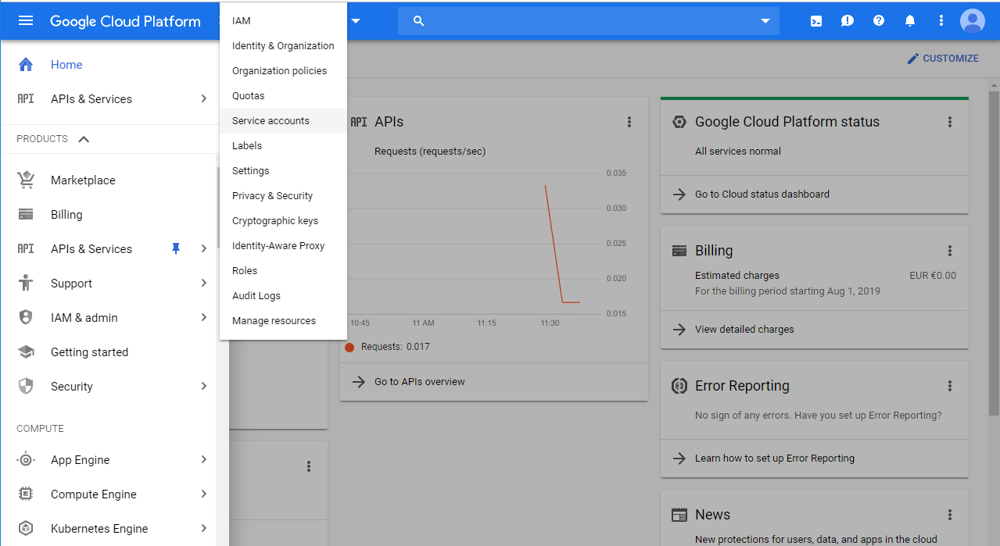 Google Cloud Platform
Home
API APIs & Services
PRODUCTS
Marketplace
Billing
API APIs & Services
Support
IAM & admin
Getting started
Security
COMPUTE
App Engine
Compute Engine
Kubernetes Engine
IAM
Identity & Organization
Organization policies
Quotas
Service accounts
Labels
Settings
Privacy & Security
Cryptographic keys
Identity-Aware Proxy
Roles
Audit Logs
Manage resources
CUSTOMIZE
API APIs
Requests (requests/sec)
0.035
0.030
0.025
0.020
0.015
10:45 11 AM 11:15 11:30
Requests: 0.017
Go to APIs overview
Google Cloud Platform status
All services normal
Go to Cloud status dashboard
Billing
Estimated charges EUR €0.00
For the billing period starting Aug 1, 2019
View detailed charges
Error Reporting
No sign of any errors. Have you set up Error Reporting?
Learn how to set up Error Reporting
News
New protections for users, data, and apps in the cloud